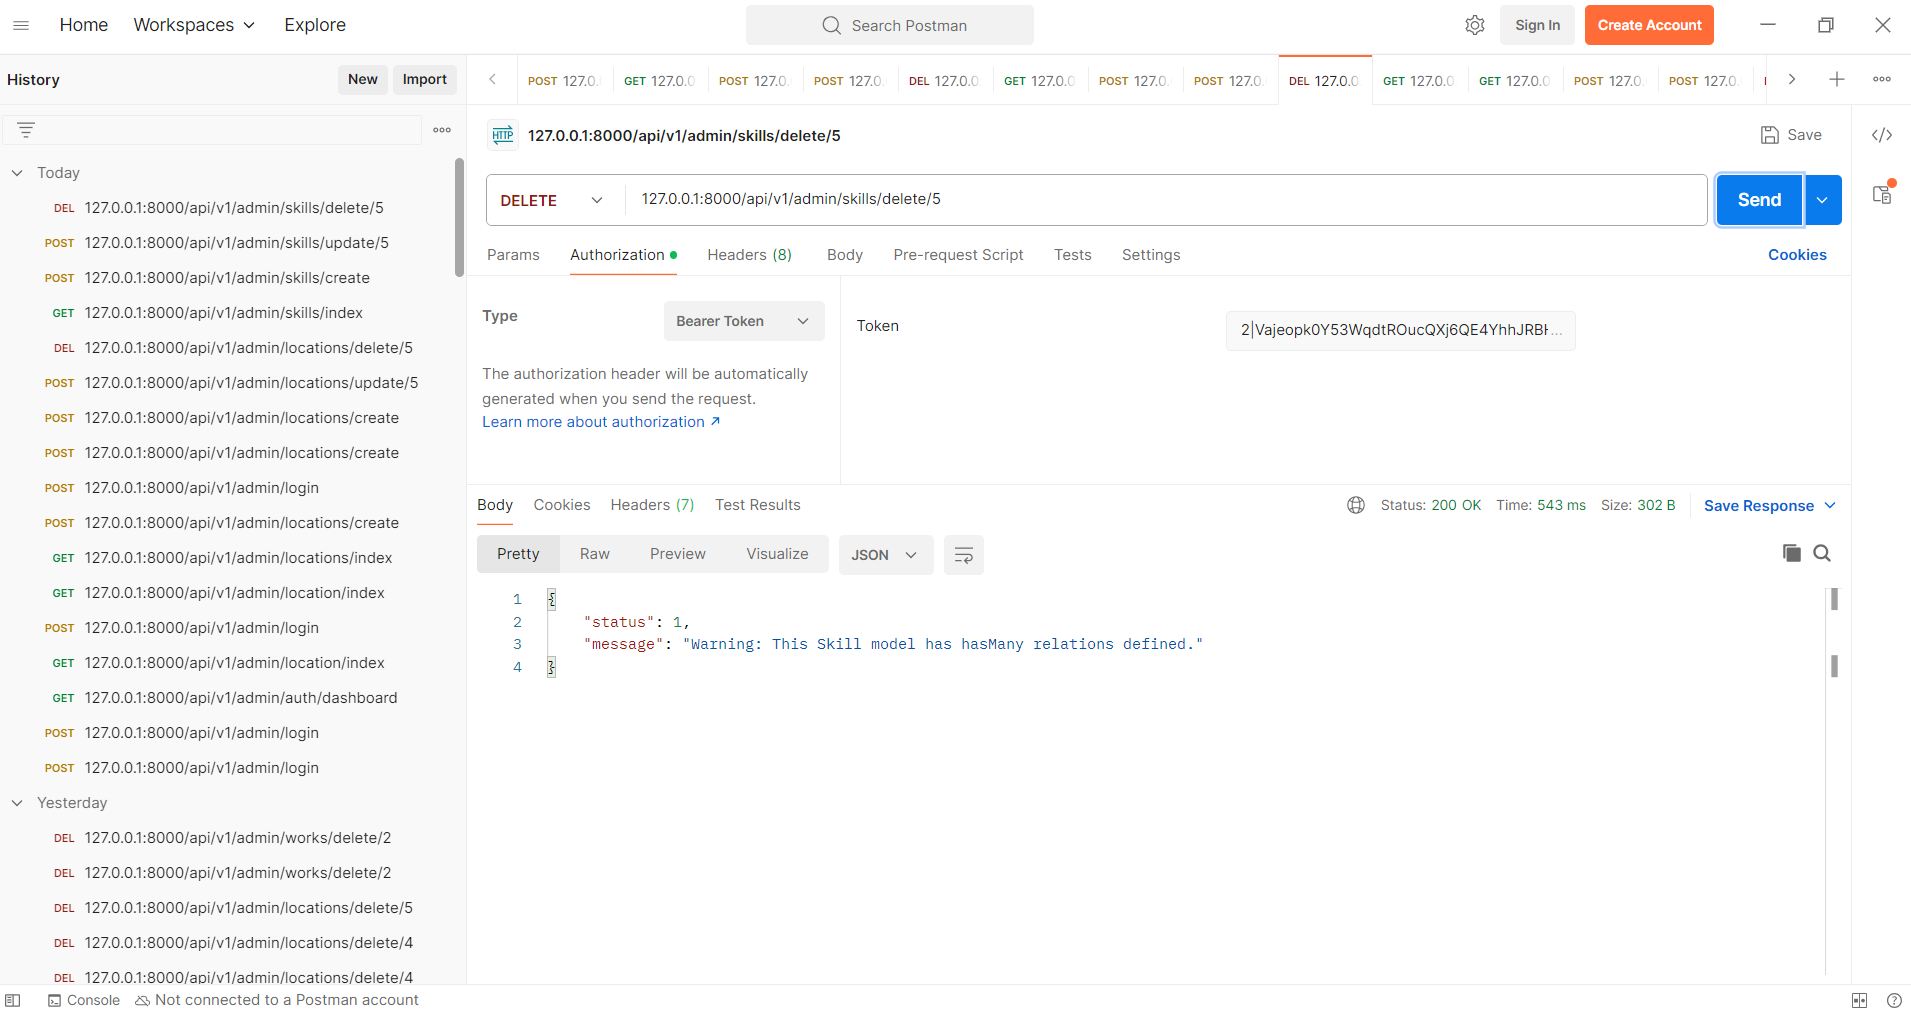 Home Workspaces Explore Search Postman Sign In Create Account
History New Import
POST 127.0. GET 127.0.0 POST 127.0. POST 127.0. DEL 127.0.0 GET 127.0.0 POST 127.0. POST 127.0. DEL 127.0.0 GET 127.0.0 GET 127.0.0 POST 127.0. POST 127.0.
HTTP 127.0.0.1:8000/api/v1/admin/skills/delete/5 Save
DELETE 127.0.0.1:8000/api/v1/admin/skills/delete/5 Send
Params Authorization Headers (8) Body Pre-request Script Tests Settings Cookies
Type Bearer Token
The authorization header will be automatically
generated when you send the request.
Learn more about authorization ↗
Token 2|Vajeopk0Y53WqdtROucQXj6QE4YhhJRBH...
Body Cookies Headers (7) Test Results Status: 200 OK Time: 543 ms Size: 302 B Save Response
Pretty Raw Preview Visualize JSON
1 {
2 "status": 1,
3 "message": "Warning: This Skill model has hasMany relations defined."
4 }
Today
DEL 127.0.0.1:8000/api/v1/admin/skills/delete/5
POST 127.0.0.1:8000/api/v1/admin/skills/update/5
POST 127.0.0.1:8000/api/v1/admin/skills/create
GET 127.0.0.1:8000/api/v1/admin/skills/index
DEL 127.0.0.1:8000/api/v1/admin/locations/delete/5
POST 127.0.0.1:8000/api/v1/admin/locations/update/5
POST 127.0.0.1:8000/api/v1/admin/locations/create
POST 127.0.0.1:8000/api/v1/admin/locations/create
POST 127.0.0.1:8000/api/v1/admin/login
POST 127.0.0.1:8000/api/v1/admin/locations/create
GET 127.0.0.1:8000/api/v1/admin/locations/index
GET 127.0.0.1:8000/api/v1/admin/location/index
POST 127.0.0.1:8000/api/v1/admin/login
GET 127.0.0.1:8000/api/v1/admin/location/index
GET 127.0.0.1:8000/api/v1/admin/auth/dashboard
POST 127.0.0.1:8000/api/v1/admin/login
POST 127.0.0.1:8000/api/v1/admin/login
Yesterday
DEL 127.0.0.1:8000/api/v1/admin/works/delete/2
DEL 127.0.0.1:8000/api/v1/admin/works/delete/2
DEL 127.0.0.1:8000/api/v1/admin/locations/delete/5
DEL 127.0.0.1:8000/api/v1/admin/locations/delete/4
DEL 127.0.0.1:8000/api/v1/admin/locations/delete/4
Console Not connected to a Postman account